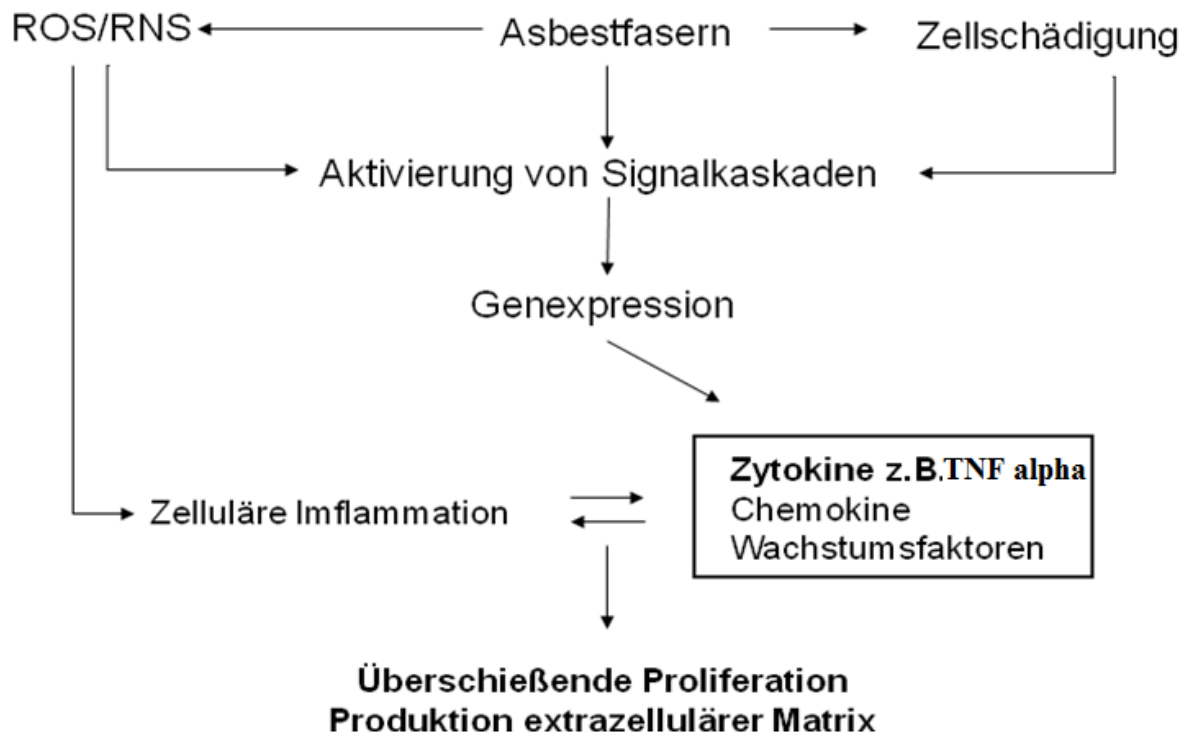 ROS/RNS
Asbestfasern
Zellschädigung
Aktivierung von Signalkaskaden
Genexpression
Zytokine z.B.TNF alpha
Chemokine
Wachstumsfaktoren
Zelluläre Imflammation
Überschießende Proliferation
Produktion extrazellulärer Matrix